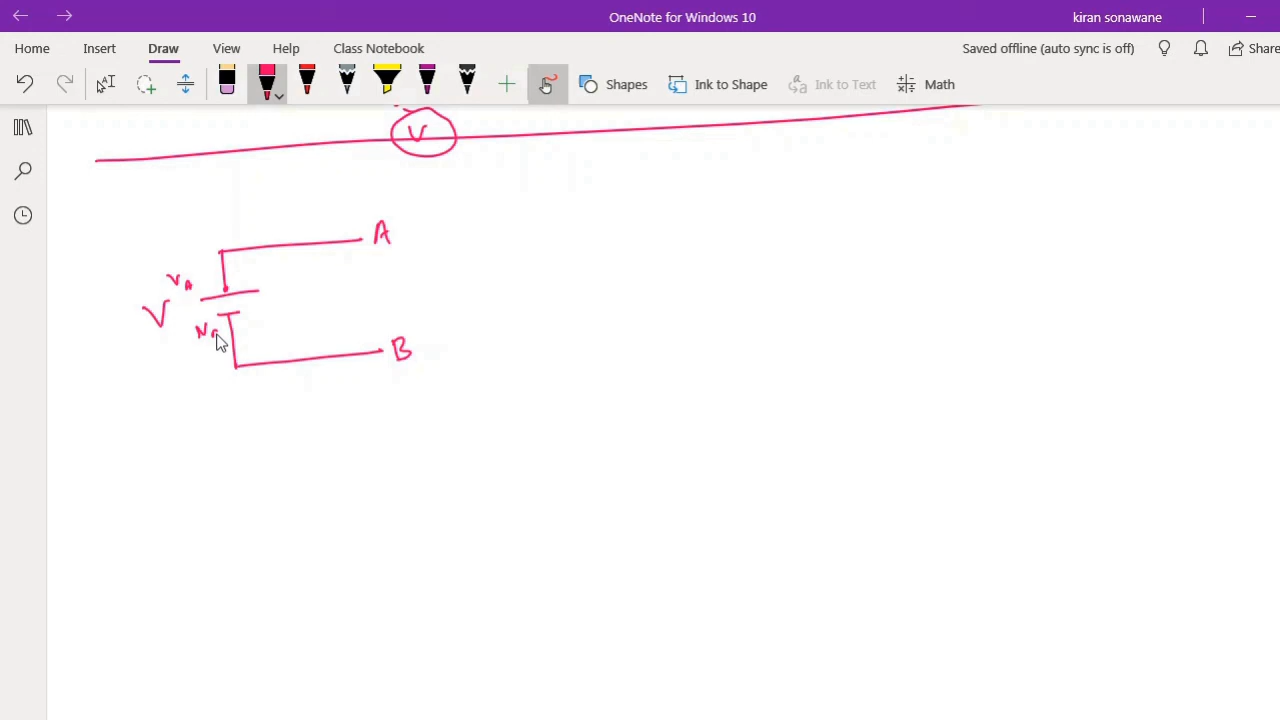 OneNote for Windows 10
kiran sonawane
Home Insert Draw View Help Class Notebook
Saved offline (auto sync is off)
Share
Shapes Ink to Shape Ink to Text Math
V
A
VA
V
B